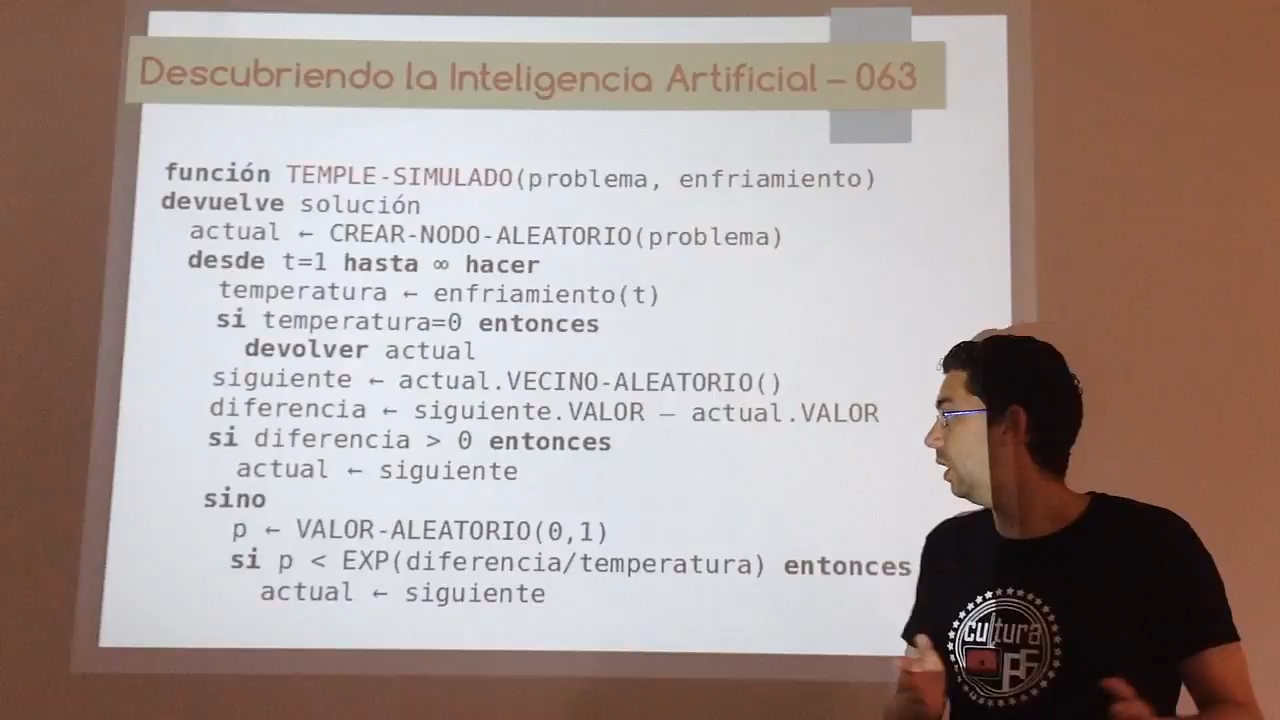 Descubriendo la Inteligencia Artificial – 063
función TEMPLE-SIMULADO(problema, enfriamiento)
devuelve solución
actual ← CREAR-NODO-ALEATORIO(problema)
desde t=1 hasta ∞ hacer
temperatura ← enfriamiento(t)
si temperatura=0 entonces
devolver actual
siguiente ← actual.VECINO-ALEATORIO()
diferencia ← siguiente.VALOR – actual.VALOR
si diferencia > 0 entonces
actual ← siguiente
sino
p ← VALOR-ALEATORIO(0,1)
si p < EXP(diferencia/temperatura) entonces
actual ← siguiente
cultura